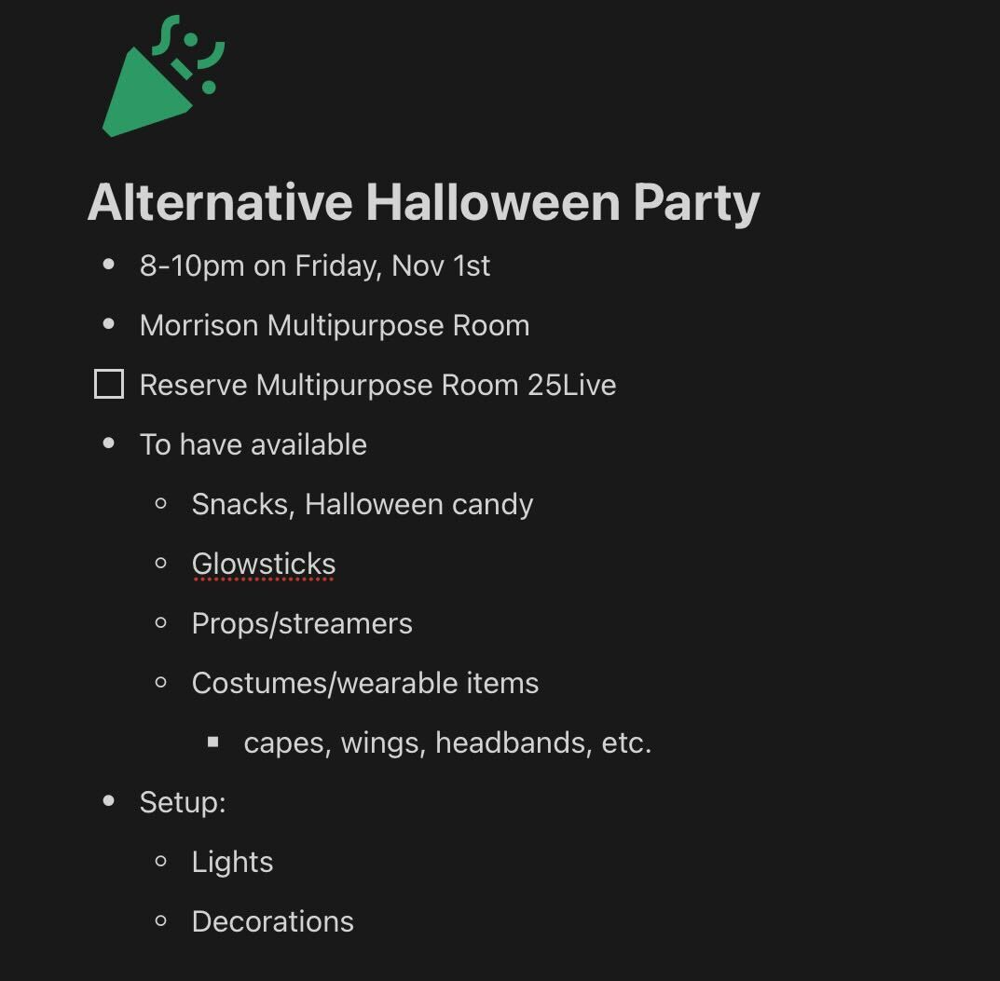 Alternative Halloween Party
8-10pm on Friday, Nov 1st
Morrison Multipurpose Room
Reserve Multipurpose Room 25Live
To have available
Snacks, Halloween candy
Glowsticks
Props/streamers
Costumes/wearable items
capes, wings, headbands, etc.
Setup:
Lights
Decorations